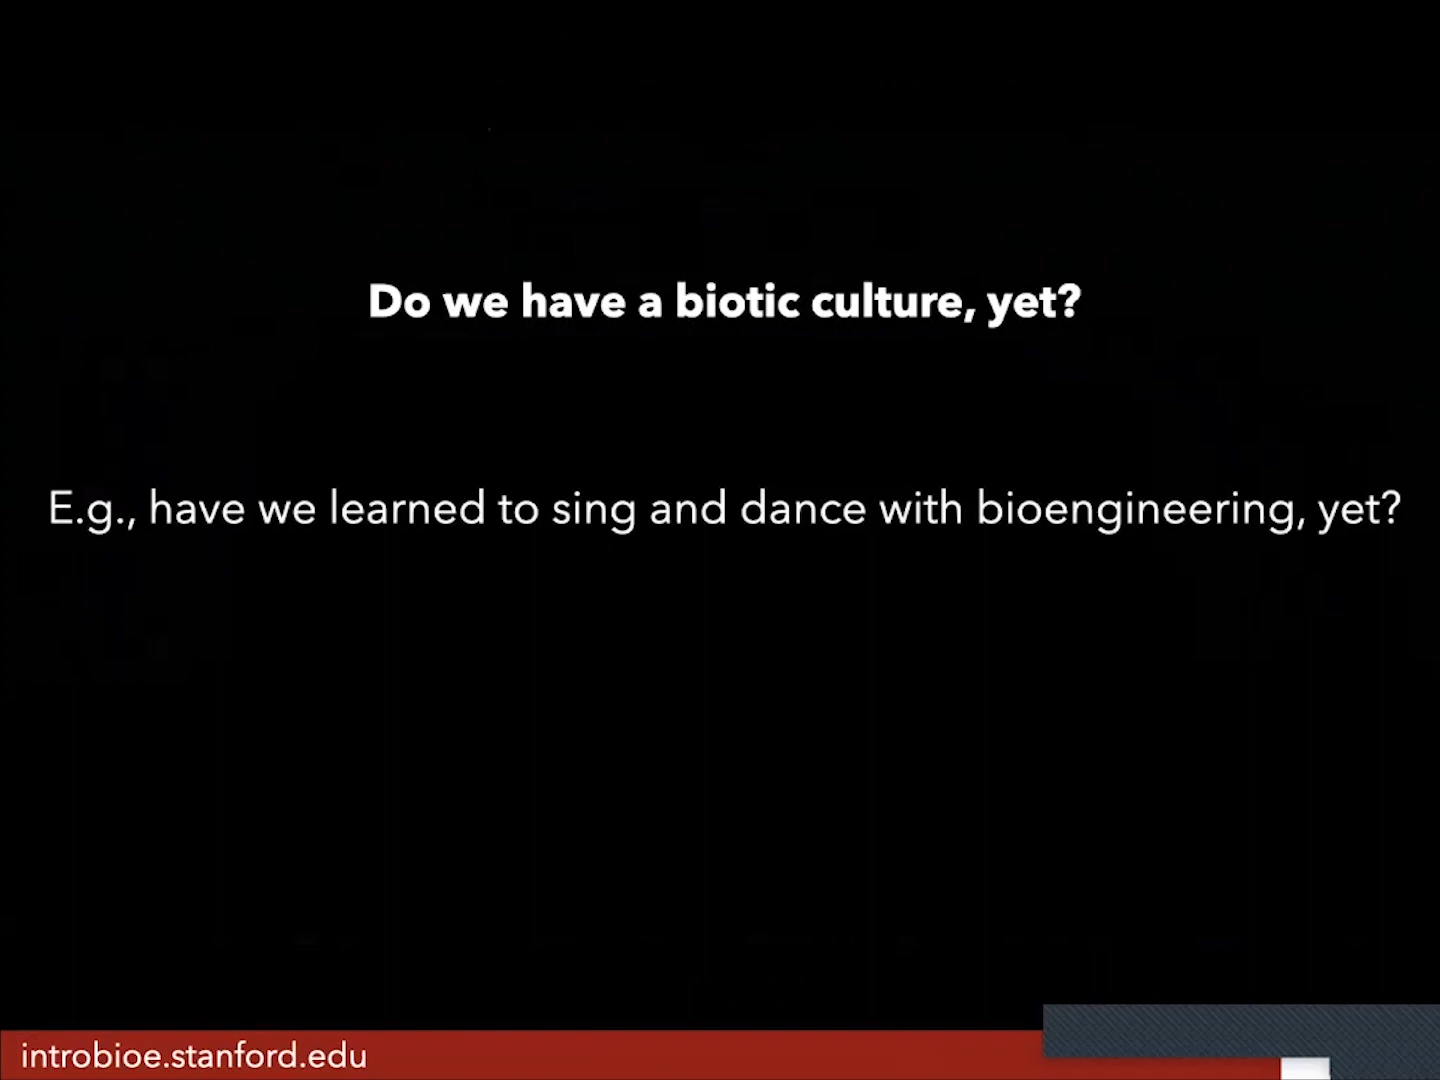 Do we have a biotic culture, yet?
E.g., have we learned to sing and dance with bioengineering, yet?
introbioe.stanford.edu